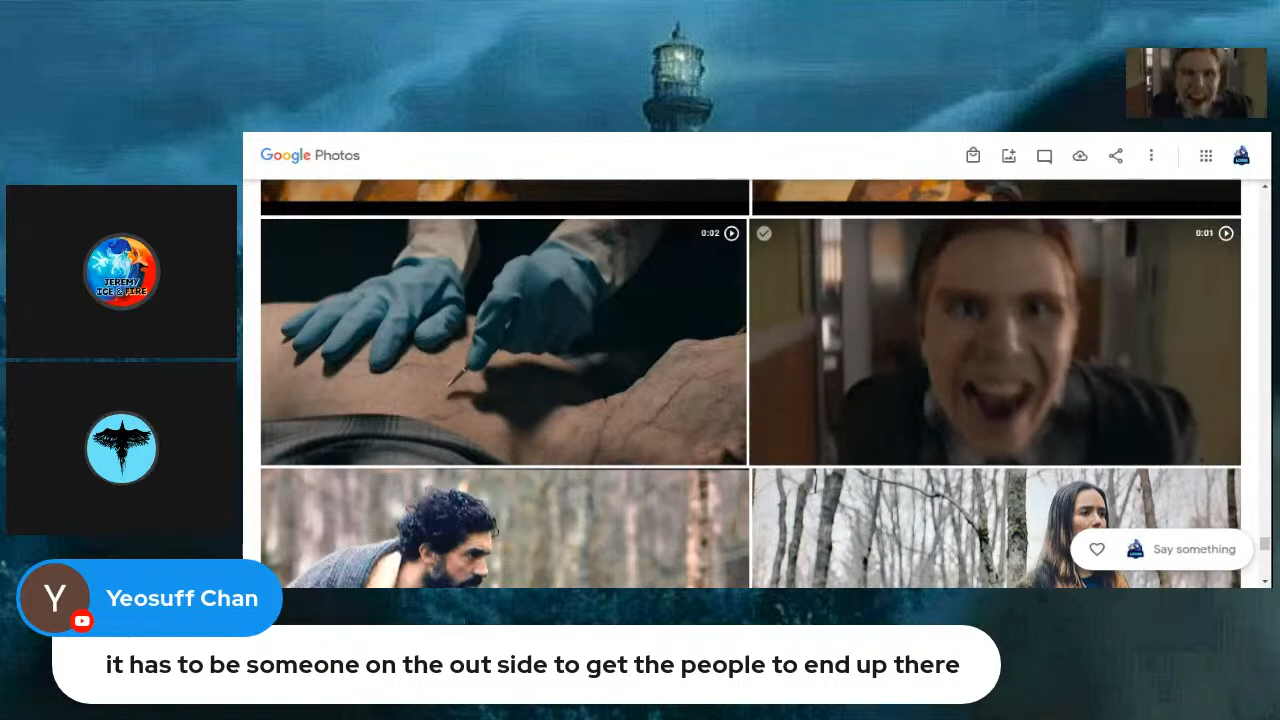 Google Photos
0:02
0:01
JEREMY
ICE & FIRE
Say something
Y
Yeosuff Chan
it has to be someone on the out side to get the people to end up there